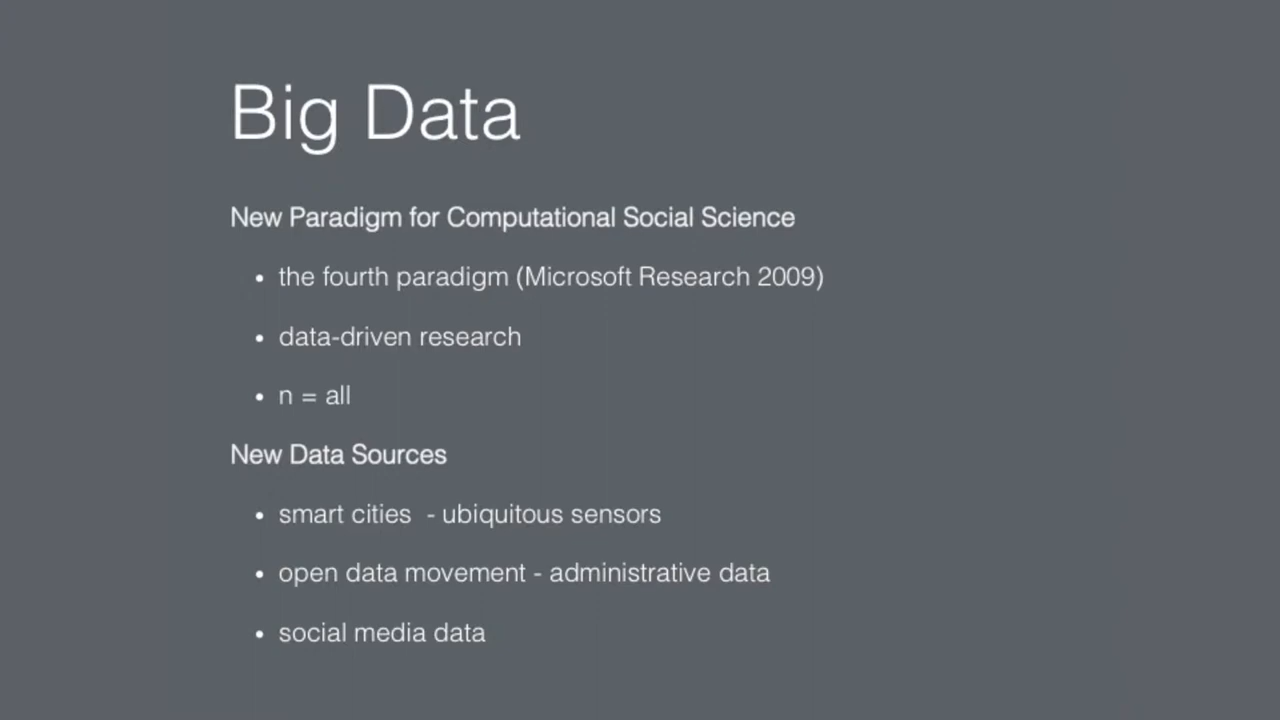 Big Data
New Paradigm for Computational Social Science
• the fourth paradigm (Microsoft Research 2009)
• data-driven research
• n = all
New Data Sources
• smart cities  - ubiquitous sensors
• open data movement - administrative data
• social media data